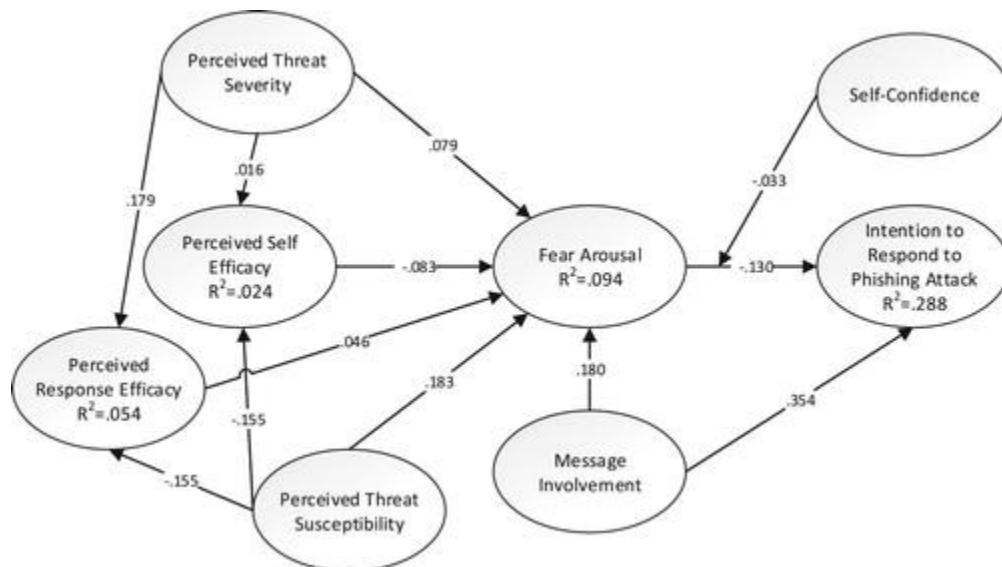 Perceived Threat
Severity
Self-Confidence
.079
.016
-.033
.179
Perceived Self
Efficacy
R²=.024
-.083
Fear Arousal
R²=.094
-.130
Intention to
Respond to
Phishing Attack
R²=.288
Perceived
Response Efficacy
R²=.054
.046
.183
.180
.354
-.155
-.155
Perceived Threat
Susceptibility
Message
Involvement